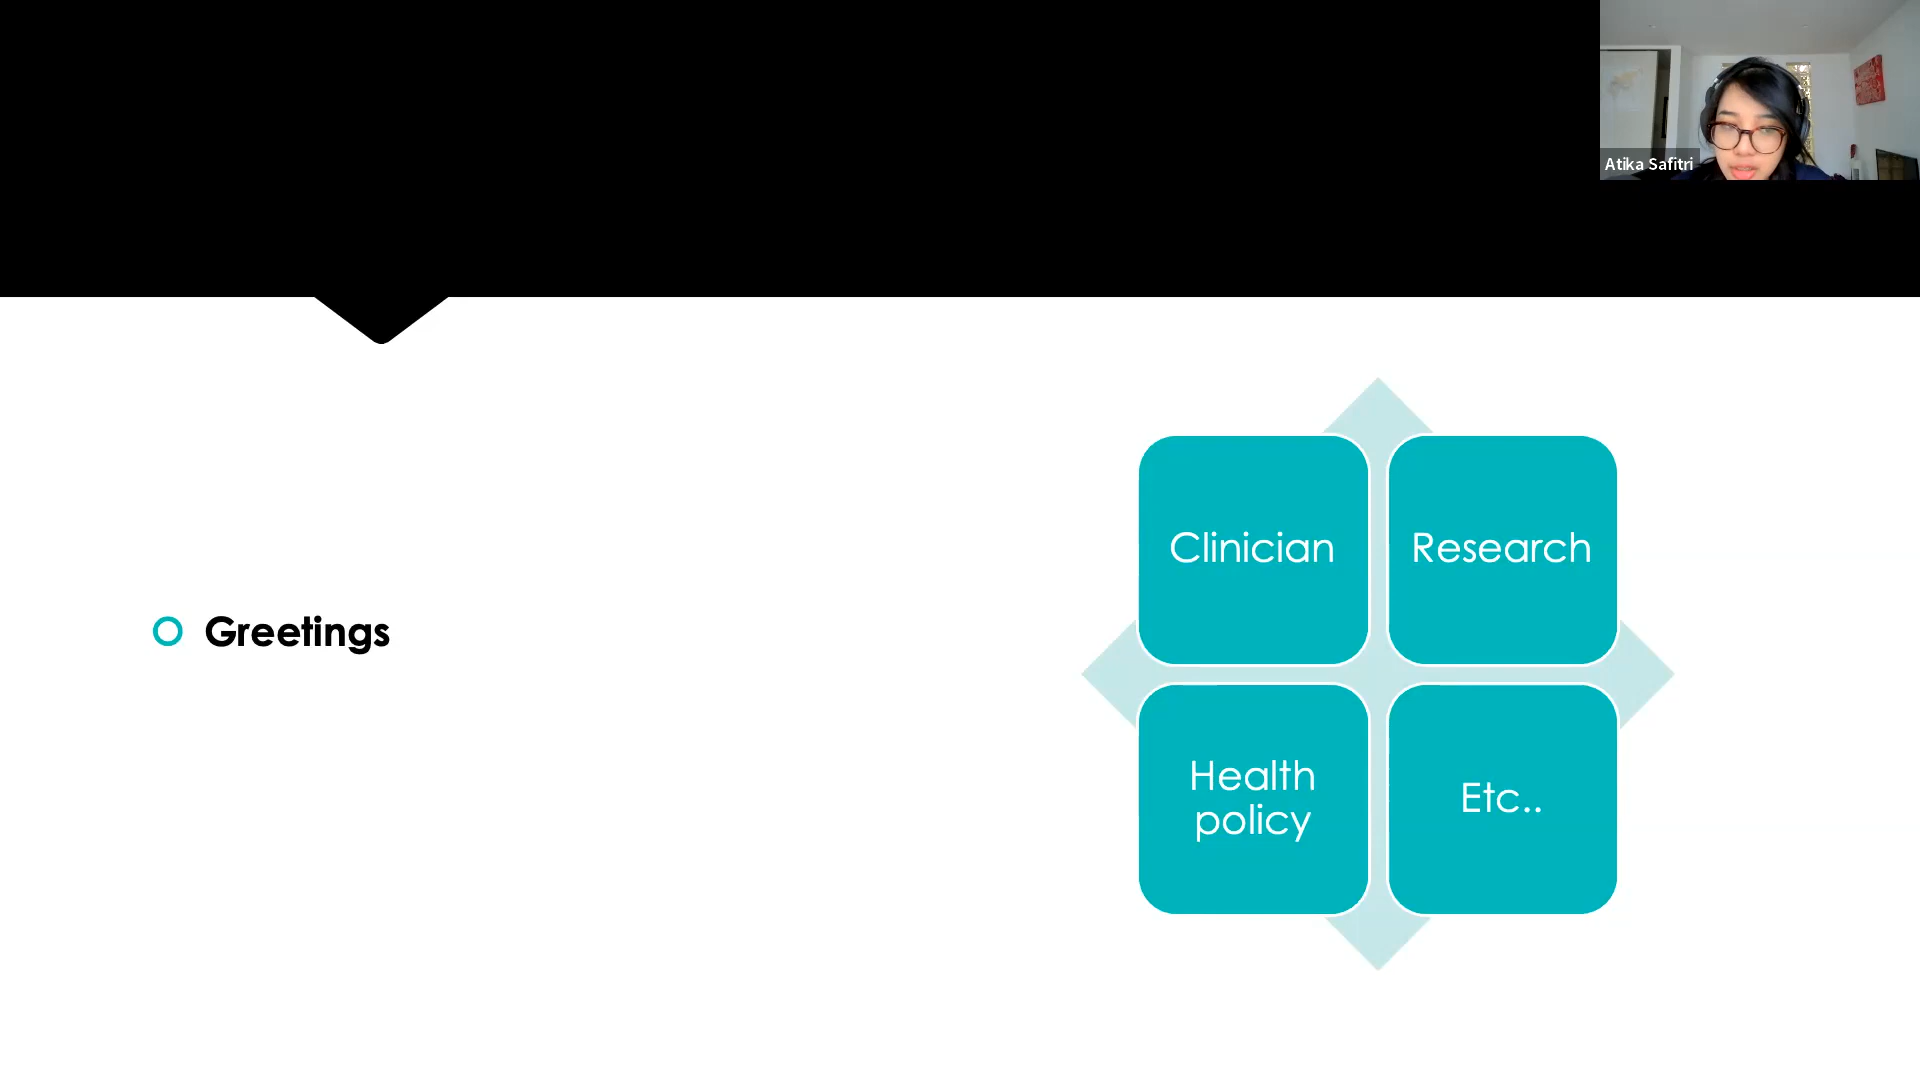 Atika Safitri
Greetings
Clinician
Research
Health
policy
Etc..